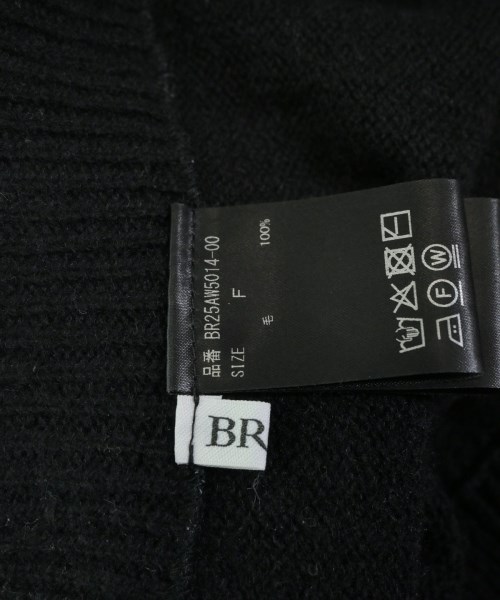 品番 BR25AW5014-00
SIZE F
毛 100%
W
F
BR